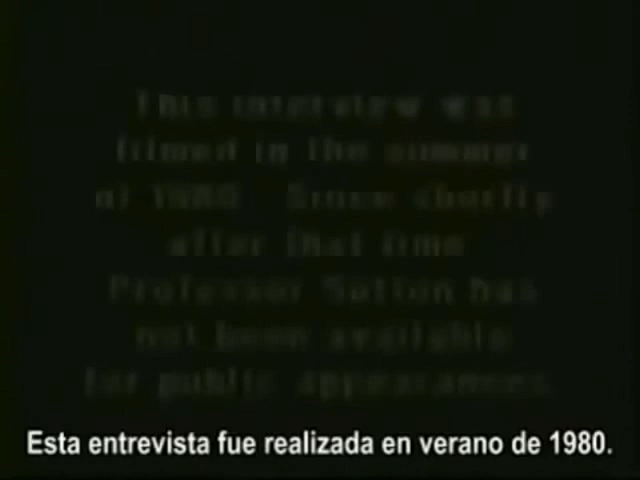 This interview was
filmed in the summer
of 1980. Since shortly
after that time
Professor Sutton has
not been available
for public appearances.
Esta entrevista fue realizada en verano de 1980.